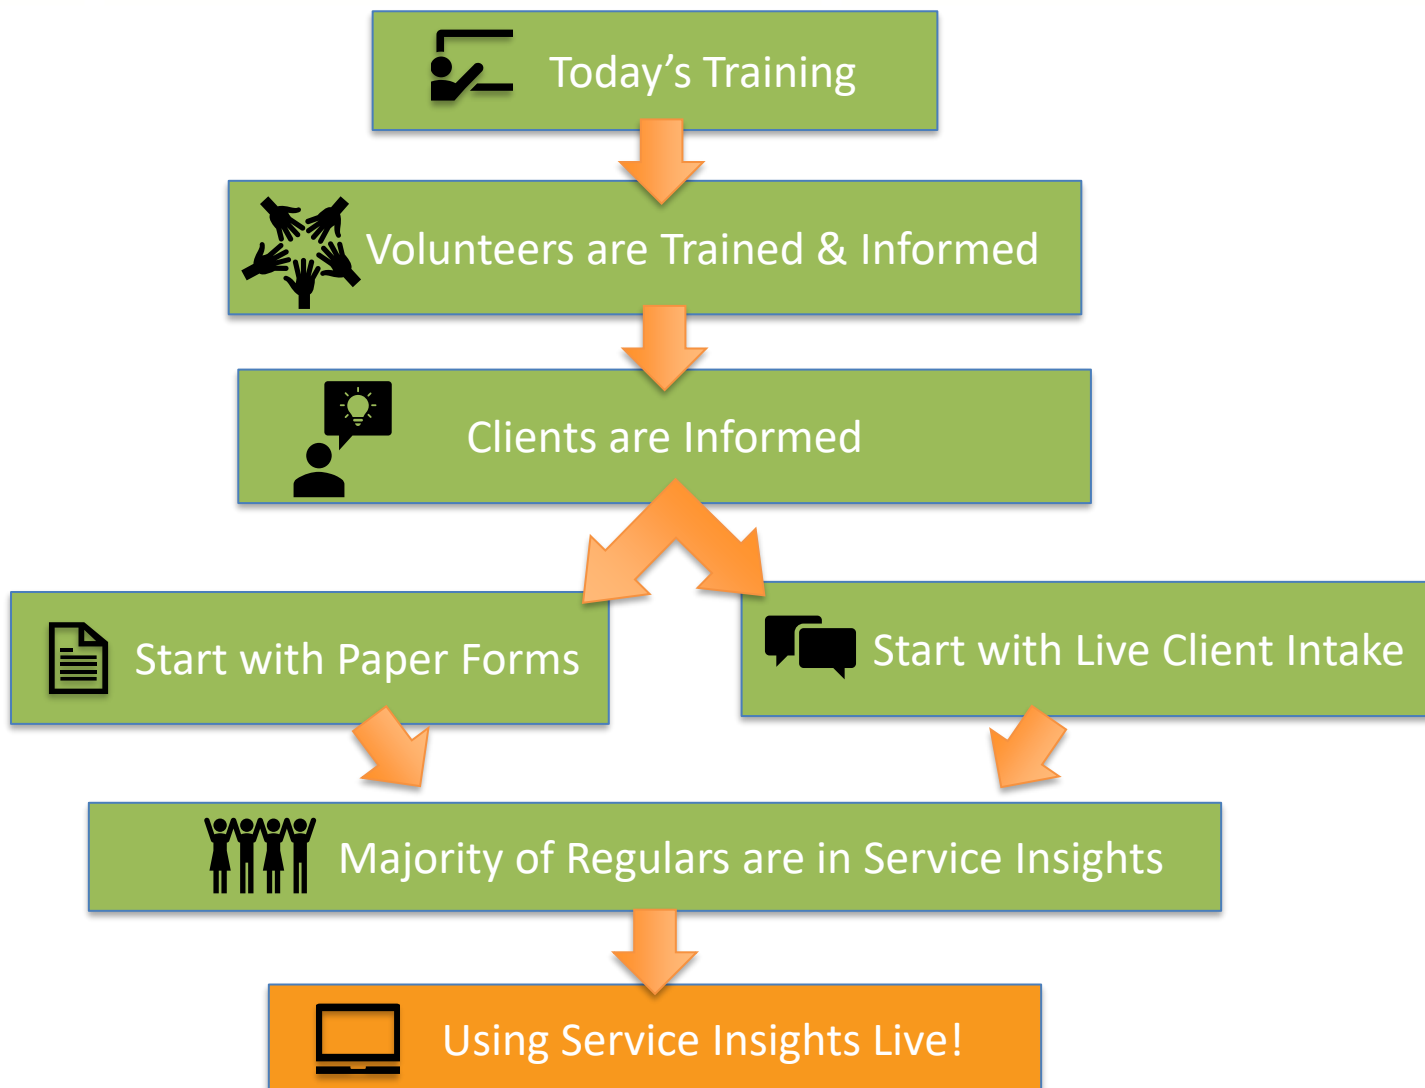 Today’s Training
Volunteers are Trained & Informed
Clients are Informed
Start with Paper Forms
Start with Live Client Intake
Majority of Regulars are in Service Insights
Using Service Insights Live!